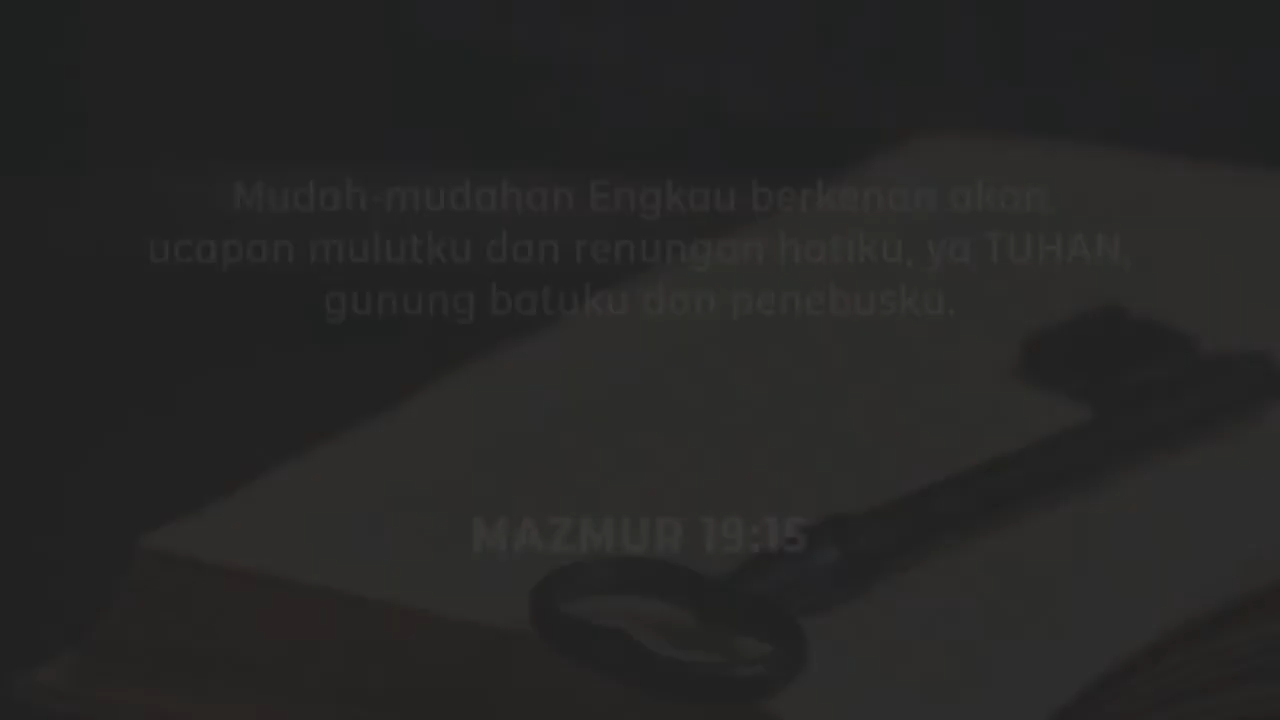 Mudah-mudahan Engkau berkenan akan
ucapan mulutku dan renungan hatiku, ya TUHAN,
gunung batuku dan penebusku.
MAZMUR 19:15